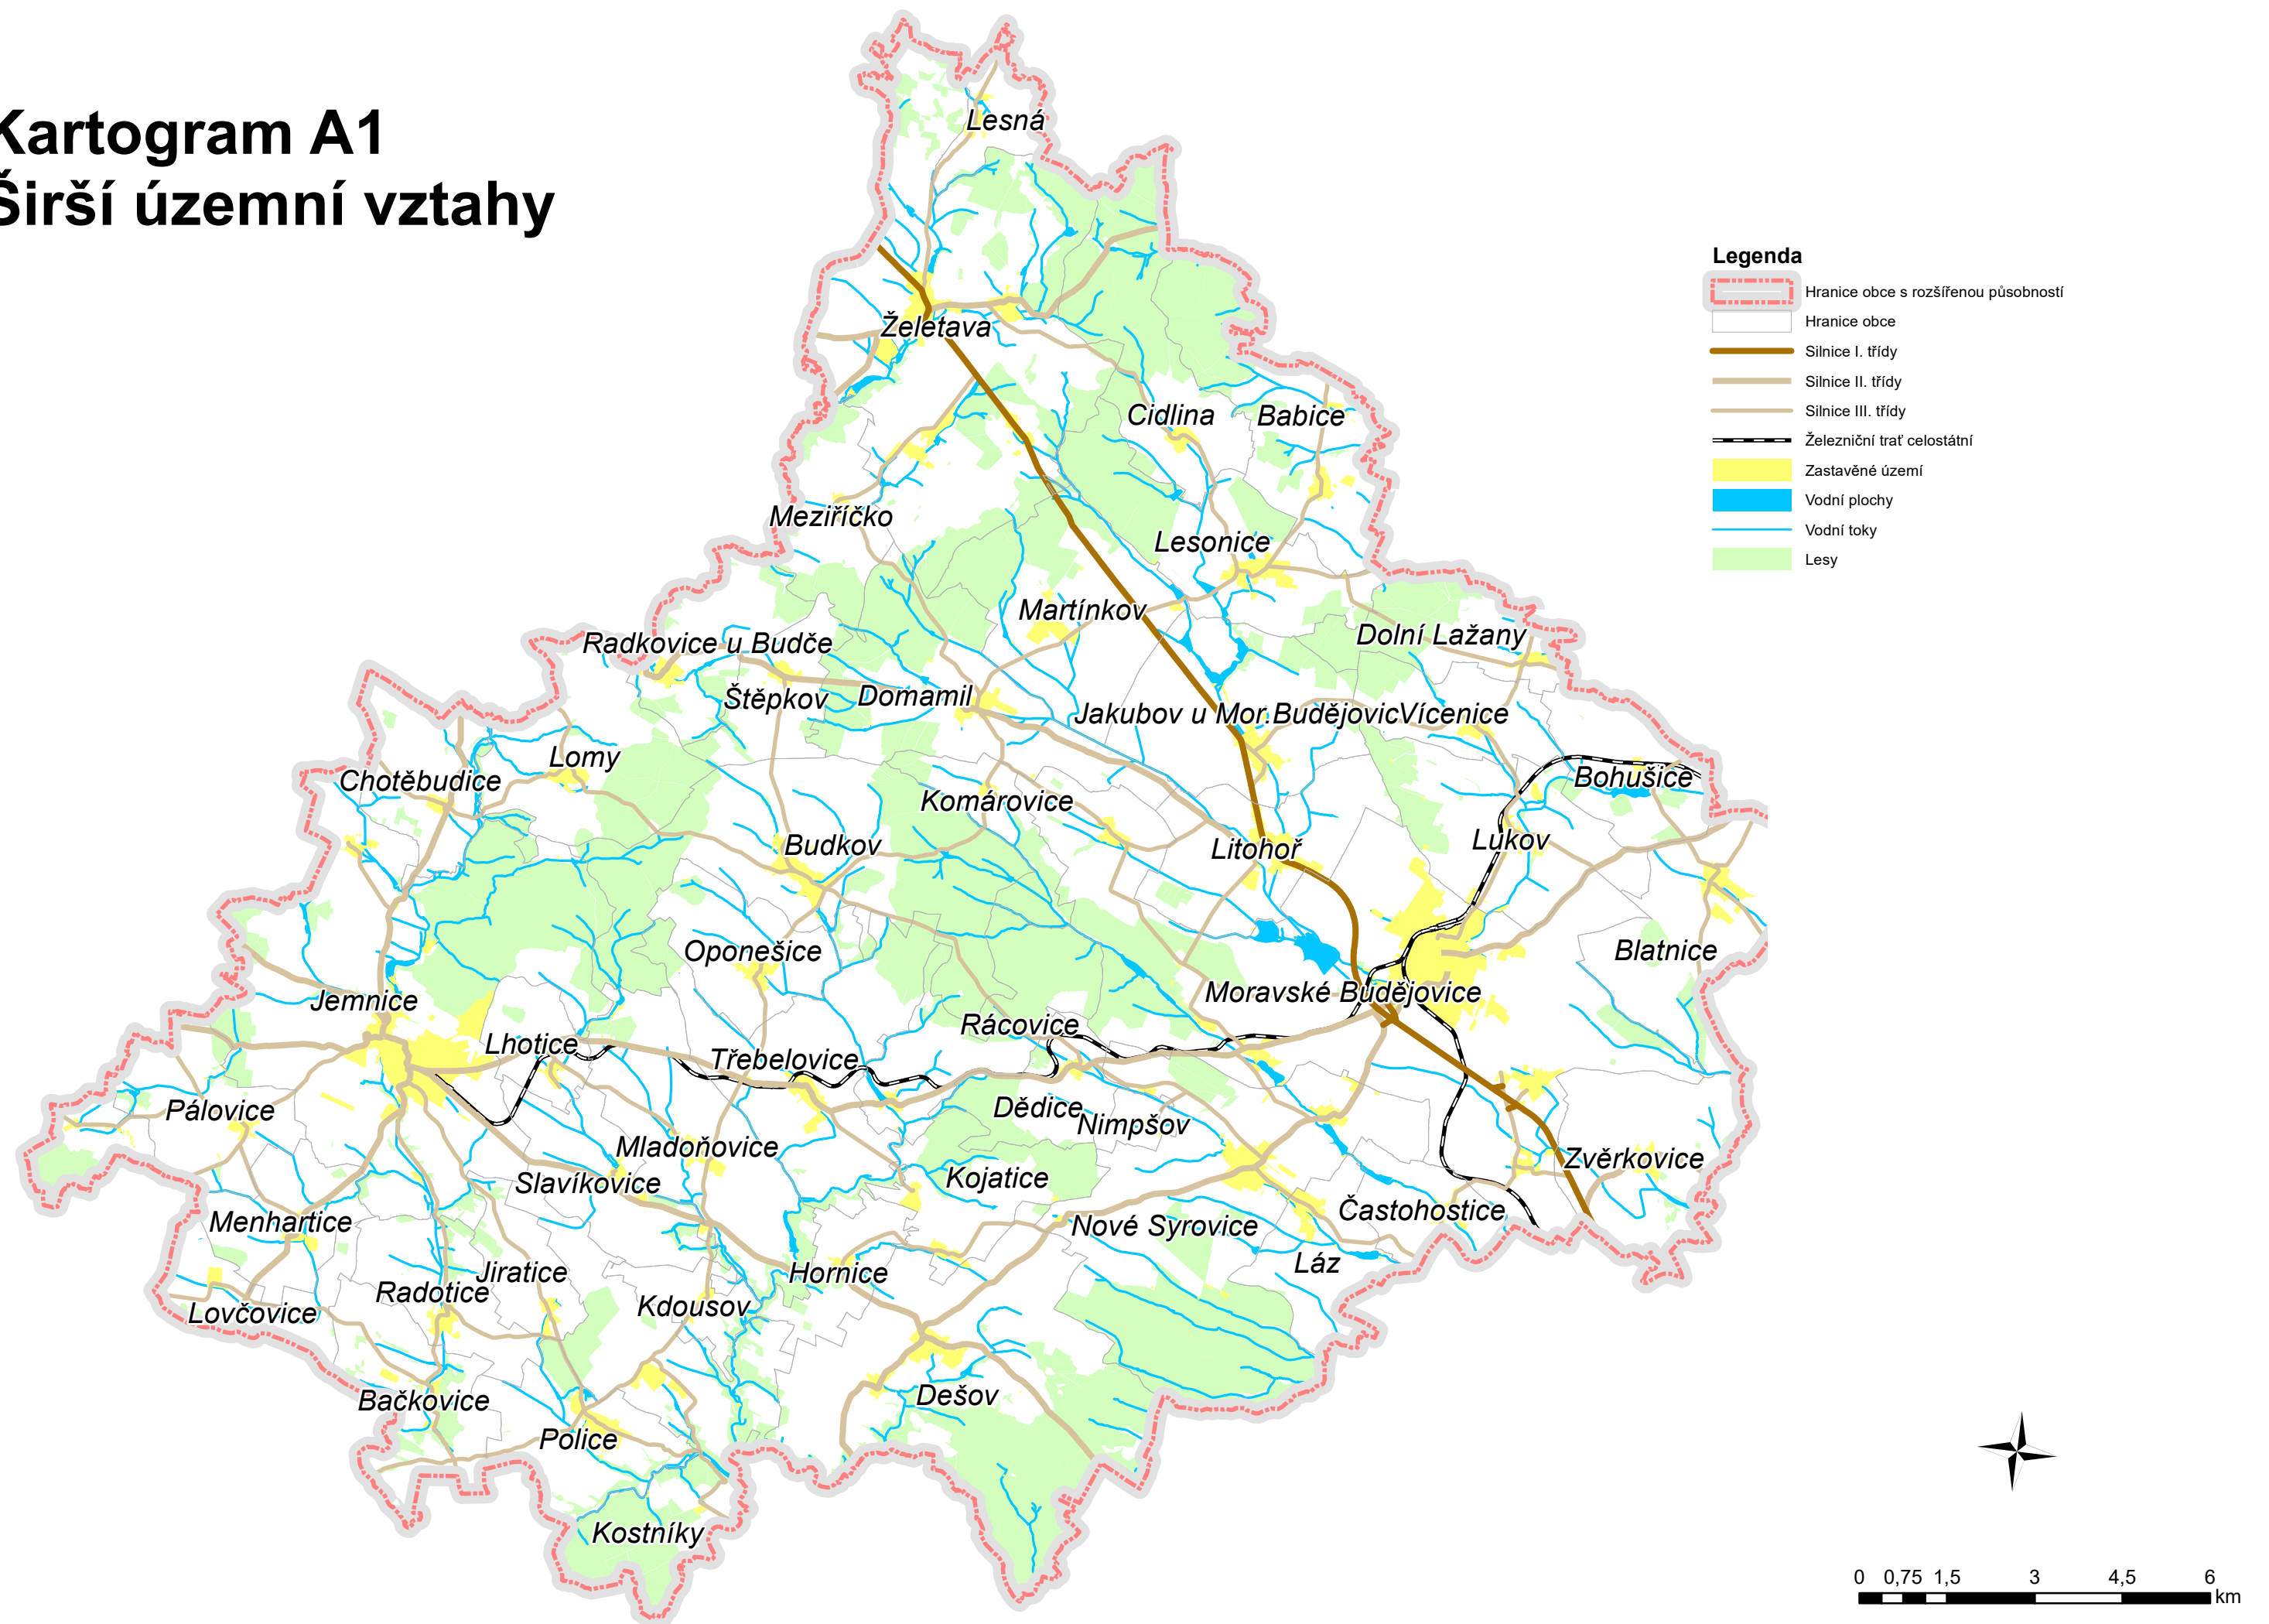 Kartogram A1
Širší územní vztahy
Lesná
Legenda
Hranice obce s rozšířenou působností
Hranice obce
Silnice I. třídy
Silnice II. třídy
Silnice III. třídy
Železniční trať celostátní
Zastavěné území
Vodní plochy
Vodní toky
Lesy
Želetava
Cidlina
Babice
Meziříčko
Lesonice
Martínkov
Dolní Lažany
Radkovice u Budče
Štěpkov
Domamil
Jakubov u Mor.Budějovic
Vícenice
Lomy
Chotěbudice
Bohušice
Komárovice
Budkov
Litohoř
Lukov
Oponešice
Blatnice
Jemnice
Moravské Budějovice
Rácovice
Lhotice
Třebelovice
Pálovice
Dědice
Nimpšov
Mladoňovice
Zvěrkovice
Slavíkovice
Kojatice
Častohostice
Menhartice
Nové Syrovice
Láz
Jiratice
Hornice
Radotice
Kdousov
Lovčovice
Bačkovice
Dešov
Police
Kostníky
0 0,75 1,5 3 4,5 6
km